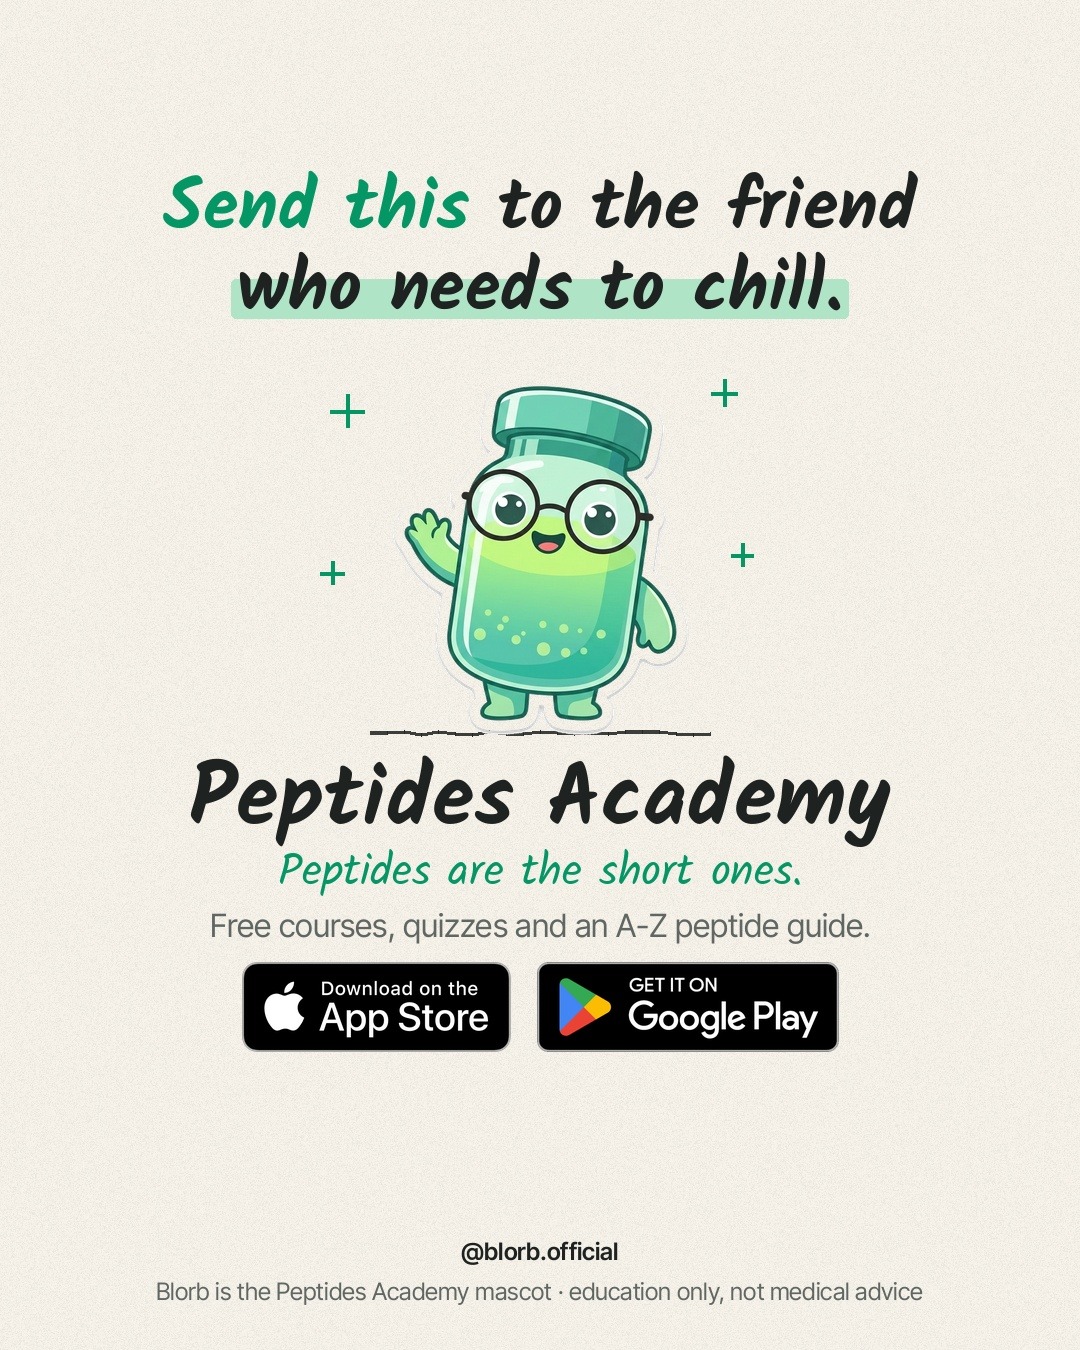 Send this to the friend
who needs to chill.
Peptides Academy
Peptides are the short ones.
Free courses, quizzes and an A-Z peptide guide.
Download on the
App Store
GET IT ON
Google Play
@blorb.official
Blorb is the Peptides Academy mascot · education only, not medical advice